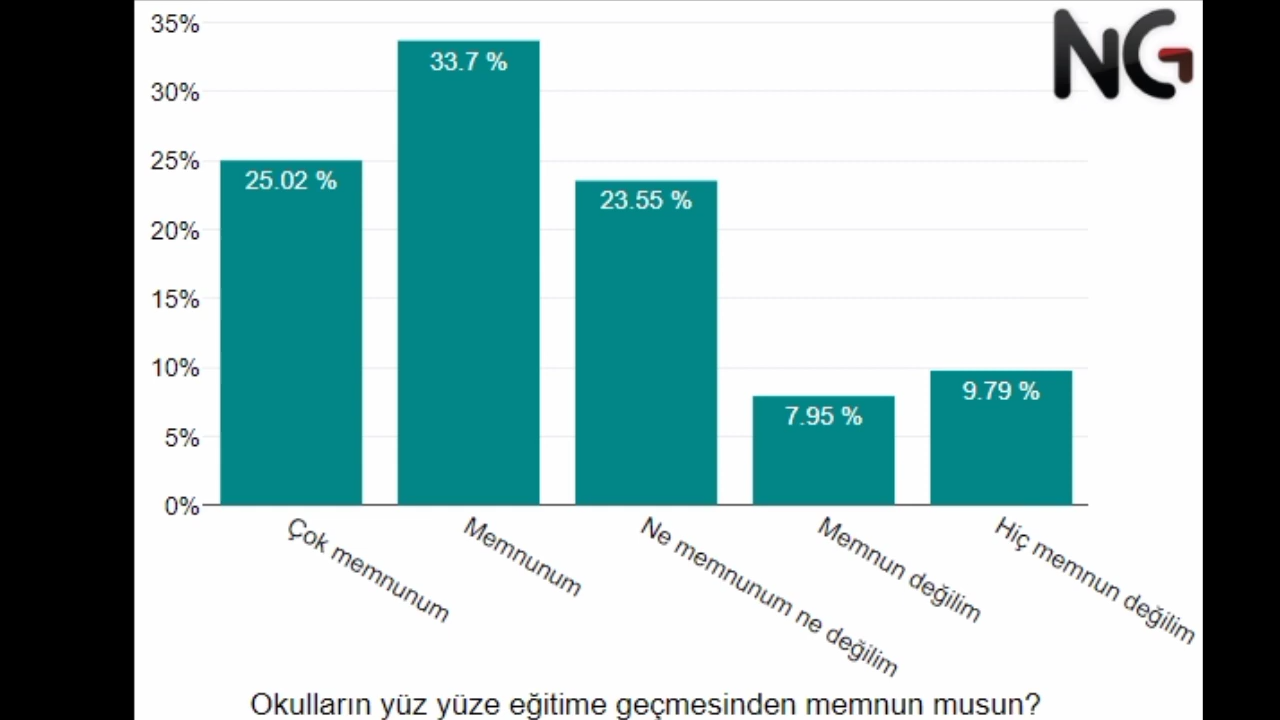 35%
30%
25%
20%
15%
10%
5%
0%
25.02 %
33.7 %
23.55 %
7.95 %
9.79 %
Çok memnunum
Memnunum
Ne memnunum ne değilim
Memnun değilim
Hiç memnun değilim
Okulların yüz yüze eğitime geçmesinden memnun musun?
NG